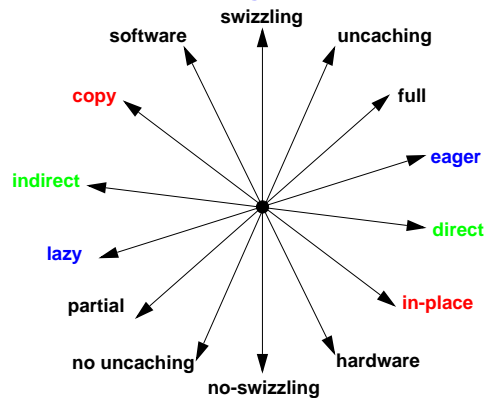 swizzling
software
uncaching
copy
full
eager
indirect
direct
lazy
partial
in-place
no uncaching
hardware
no-swizzling